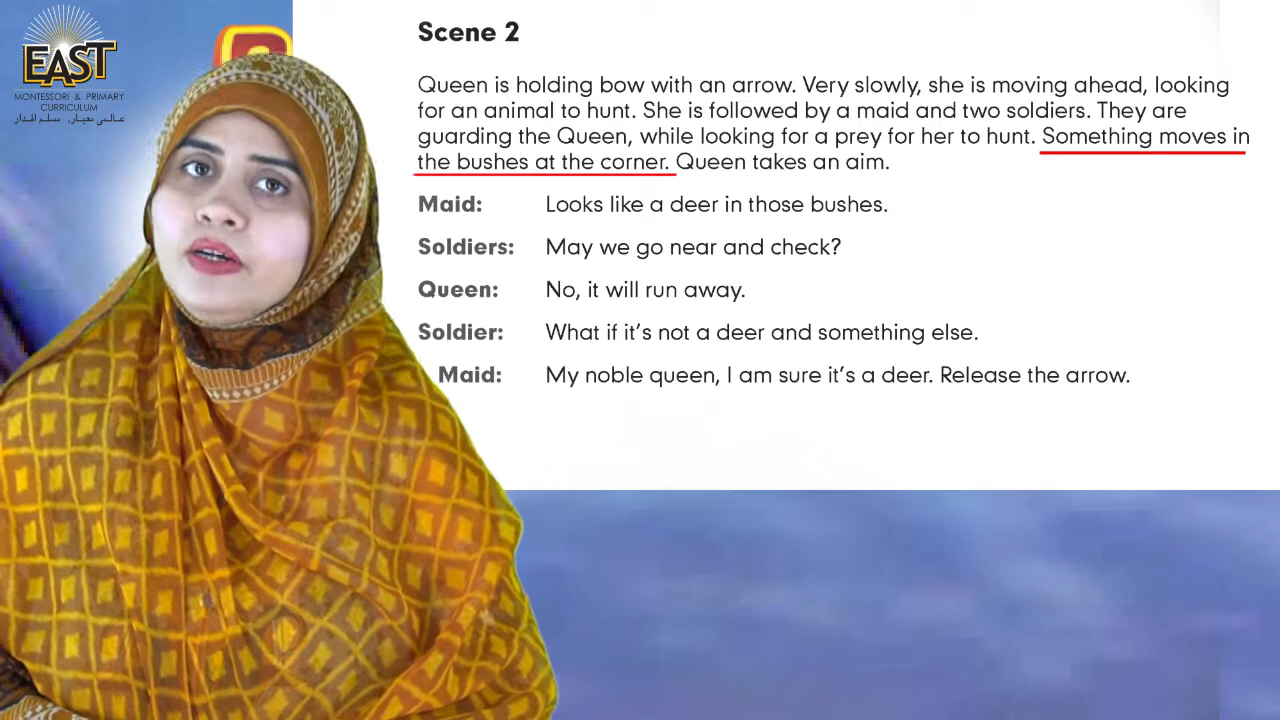 EAST
MONTESSORI & PRIMARY
CURRICULUM
عالمی معیار، مسلم اقدار
Scene 2
Queen is holding bow with an arrow. Very slowly, she is moving ahead, looking
for an animal to hunt. She is followed by a maid and two soldiers. They are
guarding the Queen, while looking for a prey for her to hunt. Something moves in
the bushes at the corner. Queen takes an aim.
Maid: Looks like a deer in those bushes.
Soldiers: May we go near and check?
Queen: No, it will run away.
Soldier: What if it's not a deer and something else.
Maid: My noble queen, I am sure it's a deer. Release the arrow.